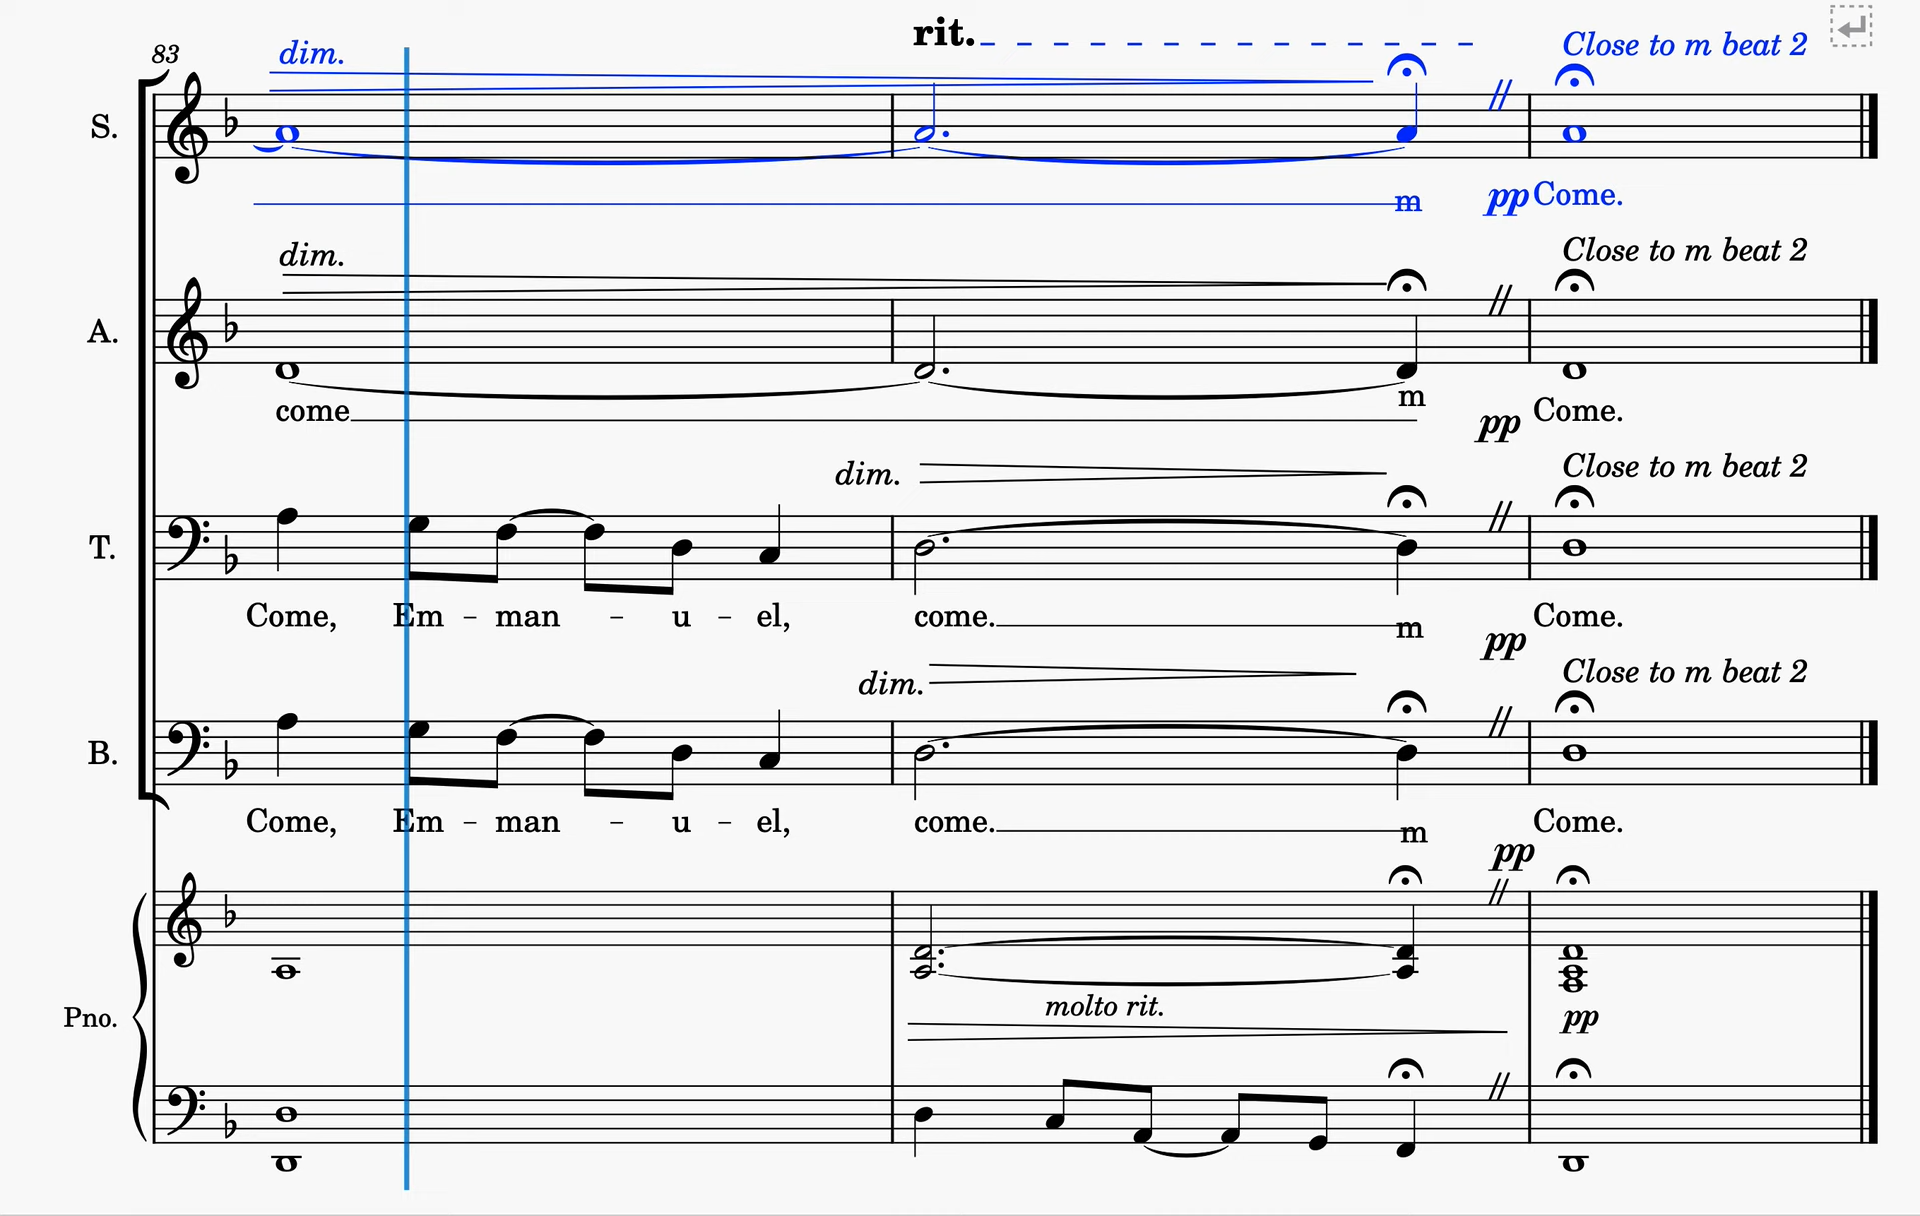 rit.
83 dim. Close to m beat 2
S.
m pp Come.
dim. Close to m beat 2
A.
come m pp Come.
dim. Close to m beat 2
T.
Come, Em - man - u - el, come. m pp Come.
dim. Close to m beat 2
B.
Come, Em - man - u - el, come. m pp Come.
molto rit.
Pno. pp